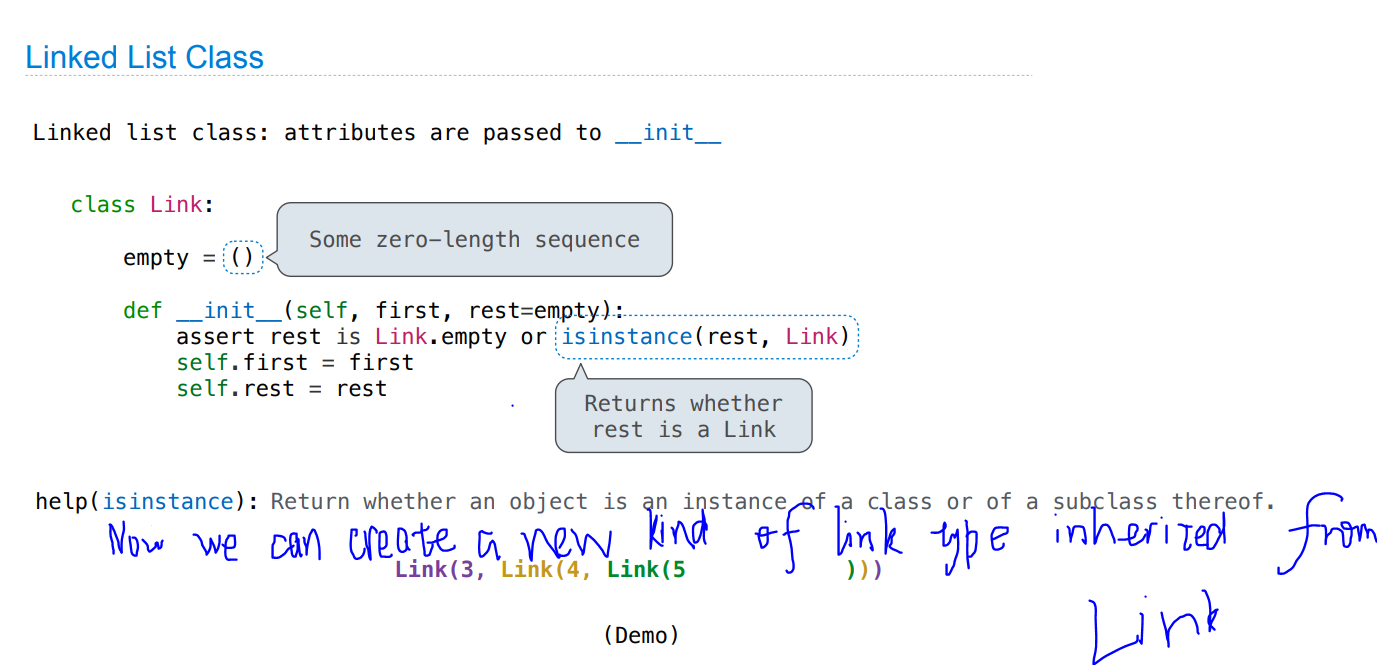 Linked List Class
Linked list class: attributes are passed to __init__
class Link:
Some zero-length sequence
empty = ()
def __init__(self, first, rest=empty):
assert rest is Link.empty or isinstance(rest, Link)
self.first = first
self.rest = rest
Returns whether
rest is a Link
help(isinstance): Return whether an object is an instance of a class or of a subclass thereof.
Now we can create a new kind of link type inherited from
Link
Link(3, Link(4, Link(5 )))
(Demo)